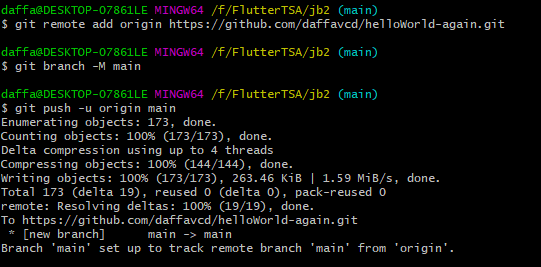 daffa@DESKTOP-07861LE MINGW64 /f/FlutterTSA/jb2 (main)
$ git remote add origin https://github.com/daffavcd/helloWorld-again.git
daffa@DESKTOP-07861LE MINGW64 /f/FlutterTSA/jb2 (main)
$ git branch -M main
daffa@DESKTOP-07861LE MINGW64 /f/FlutterTSA/jb2 (main)
$ git push -u origin main
Enumerating objects: 173, done.
Counting objects: 100% (173/173), done.
Delta compression using up to 4 threads
Compressing objects: 100% (144/144), done.
Writing objects: 100% (173/173), 263.46 KiB | 1.59 MiB/s, done.
Total 173 (delta 19), reused 0 (delta 0), pack-reused 0
remote: Resolving deltas: 100% (19/19), done.
To https://github.com/daffavcd/helloWorld-again.git
 * [new branch]      main -> main
Branch 'main' set up to track remote branch 'main' from 'origin'.